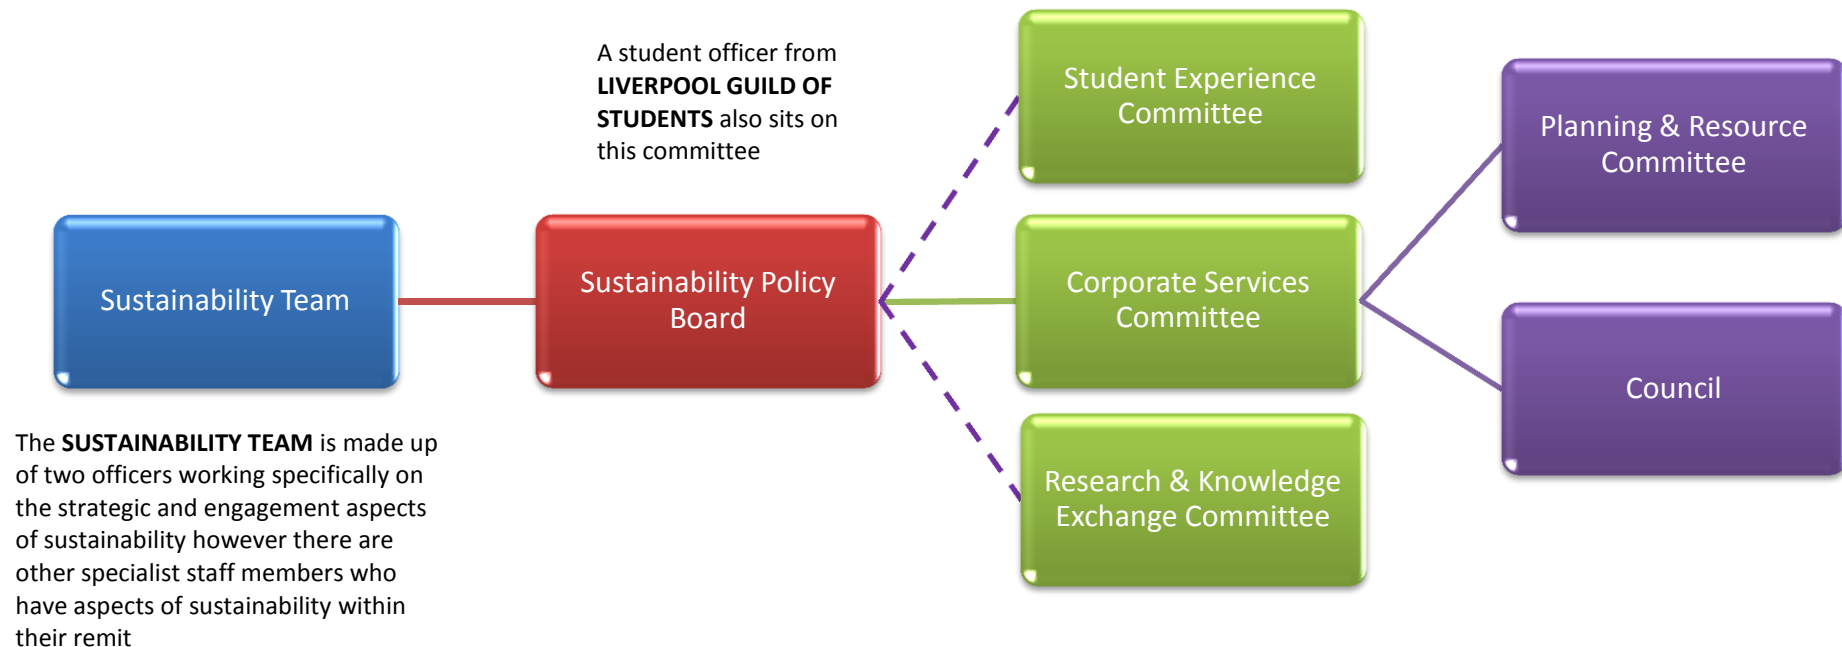 A student officer from
LIVERPOOL GUILD OF
STUDENTS also sits on
this committee
Sustainability Team
The SUSTAINABILITY TEAM is made up
of two officers working specifically on
the strategic and engagement aspects
of sustainability however there are
other specialist staff members who
have aspects of sustainability within
their remit
Sustainability Policy
Board
Student Experience
Committee
Corporate Services
Committee
Research & Knowledge
Exchange Committee
Planning & Resource
Committee
Council